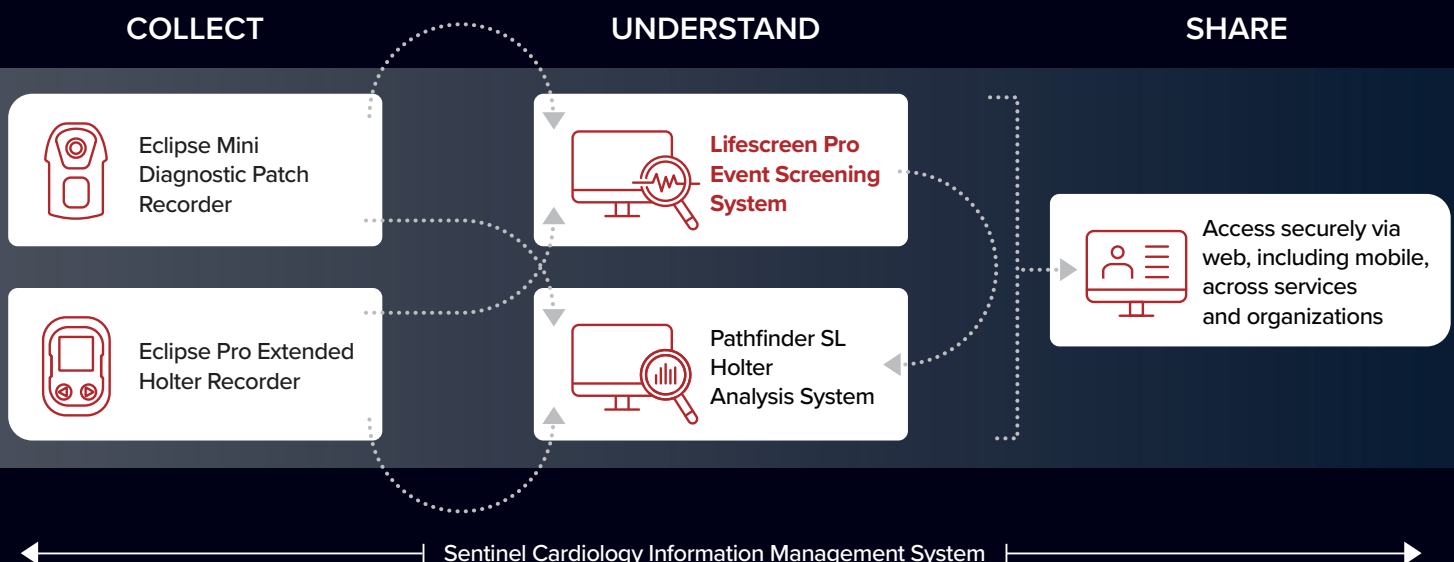 COLLECT
UNDERSTAND
SHARE
Eclipse Mini
Diagnostic Patch
Recorder
Lifescreen Pro
Event Screening
System
Eclipse Pro Extended
Holter Recorder
Pathfinder SL
Holter
Analysis System
Access securely via
web, including mobile,
across services
and organizations
Sentinel Cardiology Information Management System